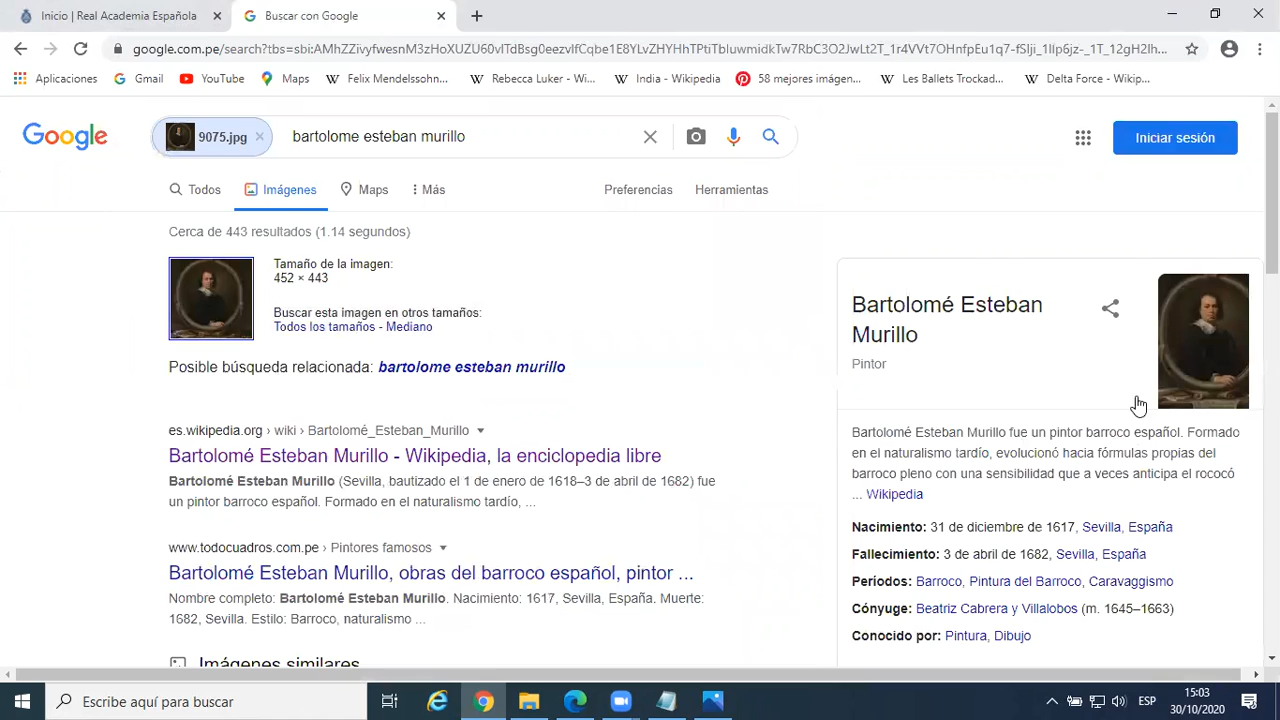 Inicio | Real Academia Española
Buscar con Google
google.com.pe/search?tbs=sbi:
Aplicaciones
Gmail
YouTube
Maps
Felix Mendelssohn...
Rebecca Luker - Wi...
India - Wikipedia
58 mejores imágen...
Les Ballets Trockad...
Delta Force - Wikip...
Google
9075.jpg
bartolome esteban murillo
Iniciar sesión
Todos
Imágenes
Maps
Más
Preferencias
Herramientas
Cerca de 443 resultados (1.14 segundos)
Tamaño de la imagen:
452 × 443
Buscar esta imagen en otros tamaños:
Todos los tamaños - Mediano
Posible búsqueda relacionada: bartolome esteban murillo
es.wikipedia.org › wiki › Bartolomé_Esteban_Murillo
Bartolomé Esteban Murillo - Wikipedia, la enciclopedia libre
Bartolomé Esteban Murillo (Sevilla, bautizado el 1 de enero de 1618–3 de abril de 1682) fue
un pintor barroco español. Formado en el naturalismo tardío, ...
www.todocuadros.com.pe › Pintores famosos
Bartolomé Esteban Murillo, obras del barroco español, pintor ...
Nombre completo: Bartolomé Esteban Murillo. Nacimiento: 1617, Sevilla, España. Muerte:
1682, Sevilla. Estilo: Barroco, naturalismo ...
Imágenes similares
Bartolomé Esteban
Murillo
Pintor
Bartolomé Esteban Murillo fue un pintor barroco español. Formado
en el naturalismo tardío, evolucionó hacia fórmulas propias del
barroco pleno con una sensibilidad que a veces anticipa el rococó
... Wikipedia
Nacimiento: 31 de diciembre de 1617, Sevilla, España
Fallecimiento: 3 de abril de 1682, Sevilla, España
Períodos: Barroco, Pintura del Barroco, Caravaggismo
Cónyuge: Beatriz Cabrera y Villalobos (m. 1645–1663)
Conocido por: Pintura, Dibujo
Escribe aquí para buscar
ESP
15:03
30/10/2020